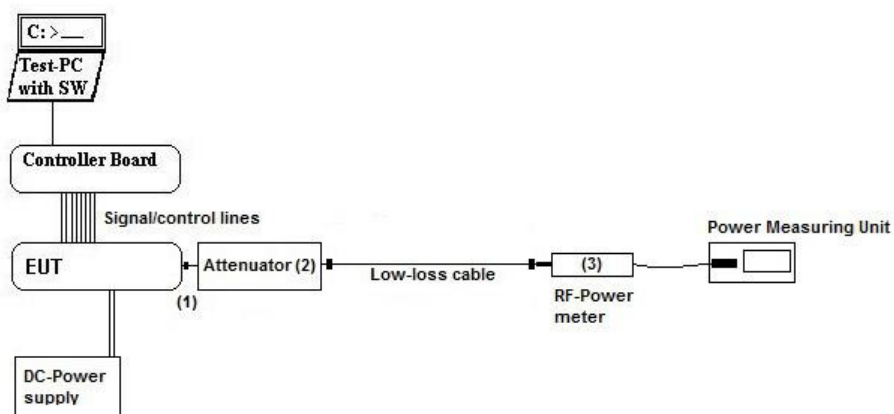 C: >__
Test-PC
with SW
Controller Board
Signal/control lines
EUT
(1)
Attenuator (2)
Low-loss cable
(3)
RF-Power
meter
Power Measuring Unit
DC-Power
supply